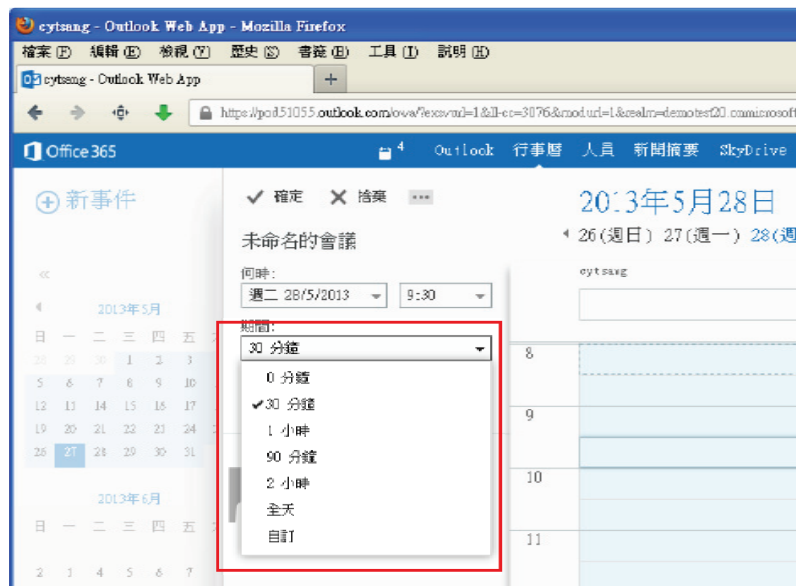 cytsang - Outlook Web App - Mozilla Firefox
檔案(F) 編輯(E) 檢視(V) 歷史(S) 書籤(B) 工具(T) 說明(H)
cytsang - Outlook Web App
Office 365
4 Outlook 行事曆 人員 新聞摘要 SkyDrive
新事件
確定 捨棄
2013年5月28日
26(週日) 27(週一) 28(週
未命名的會議
cytsang
何時:
週二 28/5/2013 9:30
2013年5月
日 一 二 三 四 五
28 29 30 1 2 3
5 6 7 8 9 10
12 13 14 15 16 17
19 20 21 22 23 24
26 27 28 29 30 31
期間:
30 分鐘
0 分鐘
30 分鐘
1 小時
90 分鐘
2 小時
全天
自訂
8
9
10
11
2013年6月
日 一 二 三 四 五
2 3 4 5 6 7